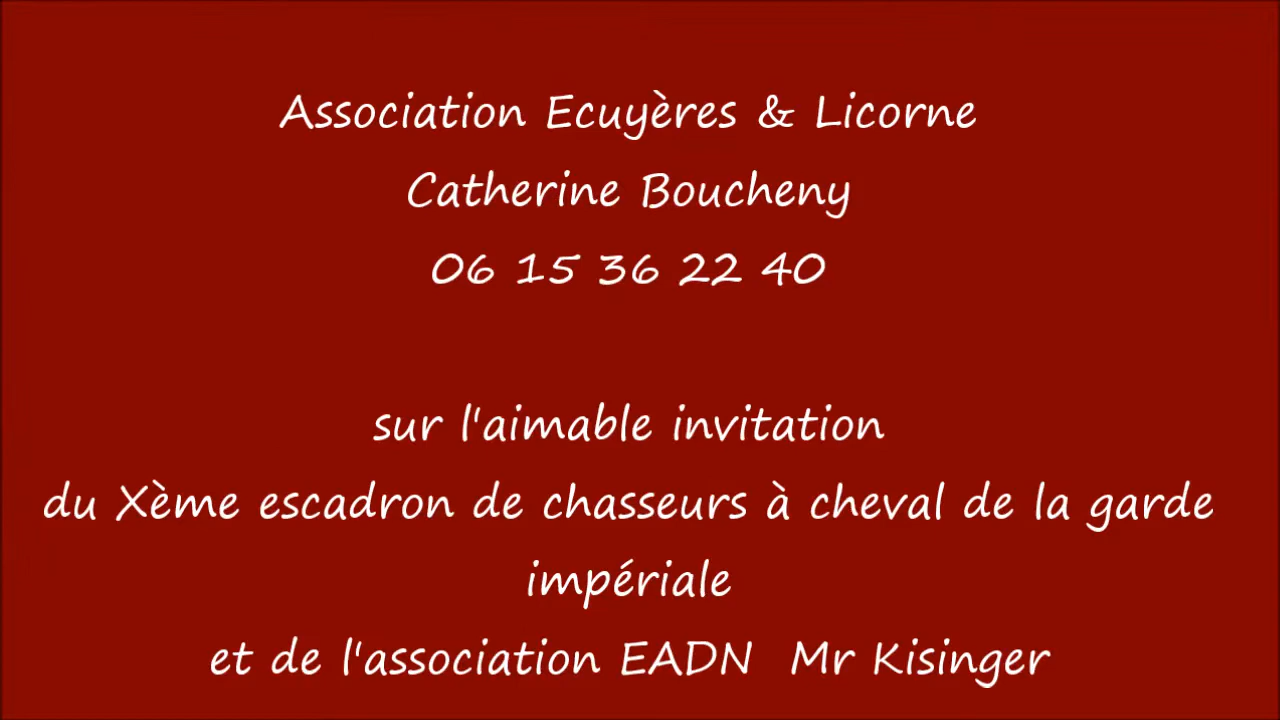 Association Ecuyères & Licorne
Catherine Boucheny
06 15 36 22 40
sur l'aimable invitation
du Xème escadron de chasseurs à cheval de la garde
impériale
et de l'association EADN  Mr Kisinger